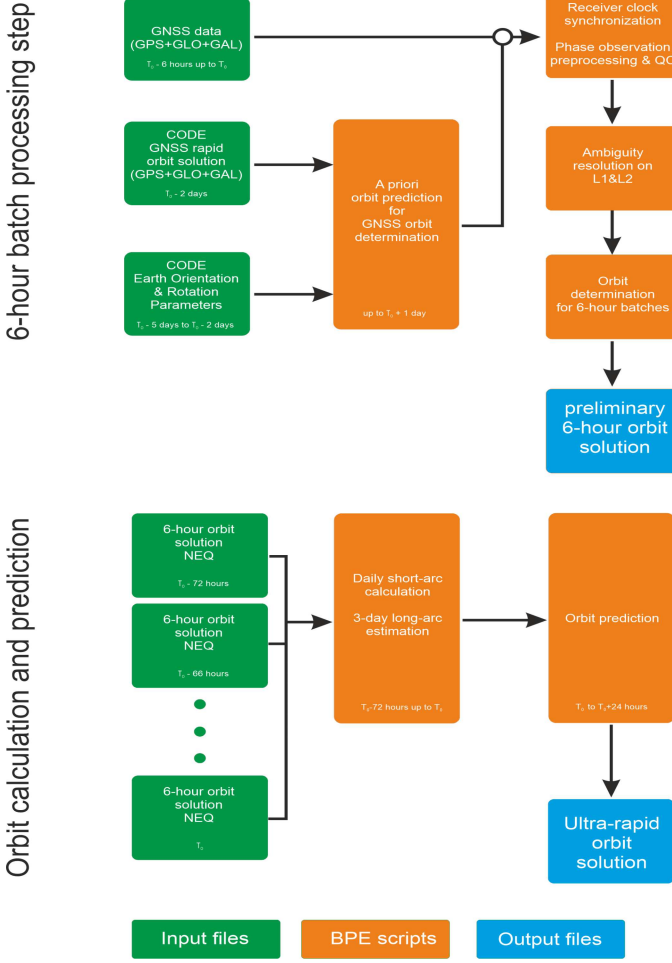 6-hour batch processing step
GNSS data
(GPS+GLO+GAL)
T₀ - 6 hours up to T₀
CODE
GNSS rapid
orbit solution
(GPS+GLO+GAL)
T₀ - 2 days
CODE
Earth Orientation
& Rotation
Parameters
T₀ - 5 days to T₀ - 2 days
A priori
orbit prediction
for
GNSS orbit
determination
up to T₀ + 1 day
Receiver clock
synchronization
Phase observation
preprocessing & QC
Ambiguity
resolution on
L1&L2
Orbit
determination
for 6-hour batches
preliminary
6-hour orbit
solution
Orbit calculation and prediction
6-hour orbit
solution
NEQ
T₀ - 72 hours
6-hour orbit
solution
NEQ
T₀ - 66 hours
6-hour orbit
solution
NEQ
T₀
Daily short-arc
calculation
3-day long-arc
estimation
T₀-72 hours up to T₀
Orbit prediction
T₀ to T₀+24 hours
Ultra-rapid
orbit
solution
Input files
BPE scripts
Output files